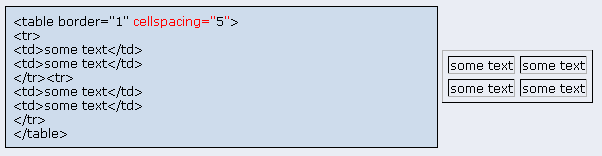 <table border="1" cellspacing="5">
<tr>
<td>some text</td>
<td>some text</td>
</tr><tr>
<td>some text</td>
<td>some text</td>
</tr>
</table>
some text some text
some text some text